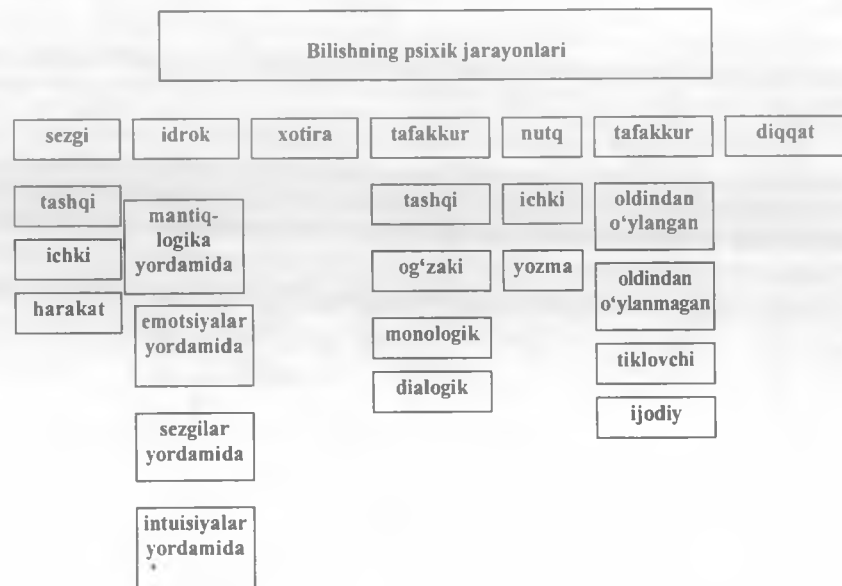 Bilishning psixik jarayonlari
sezgi idrok xotira tafakkur nutq tafakkur diqqat
tashqi
ichki
harakat
mantiq-
logika
yordamida
emotsiyalar
yordamida
sezgilar
yordamida
intuisiyalar
yordamida
tashqi
og‘zaki
monologik
dialogik
ichki
yozma
oldindan
o‘ylangan
oldindan
o‘ylanmagan
tiklovchi
ijodiy